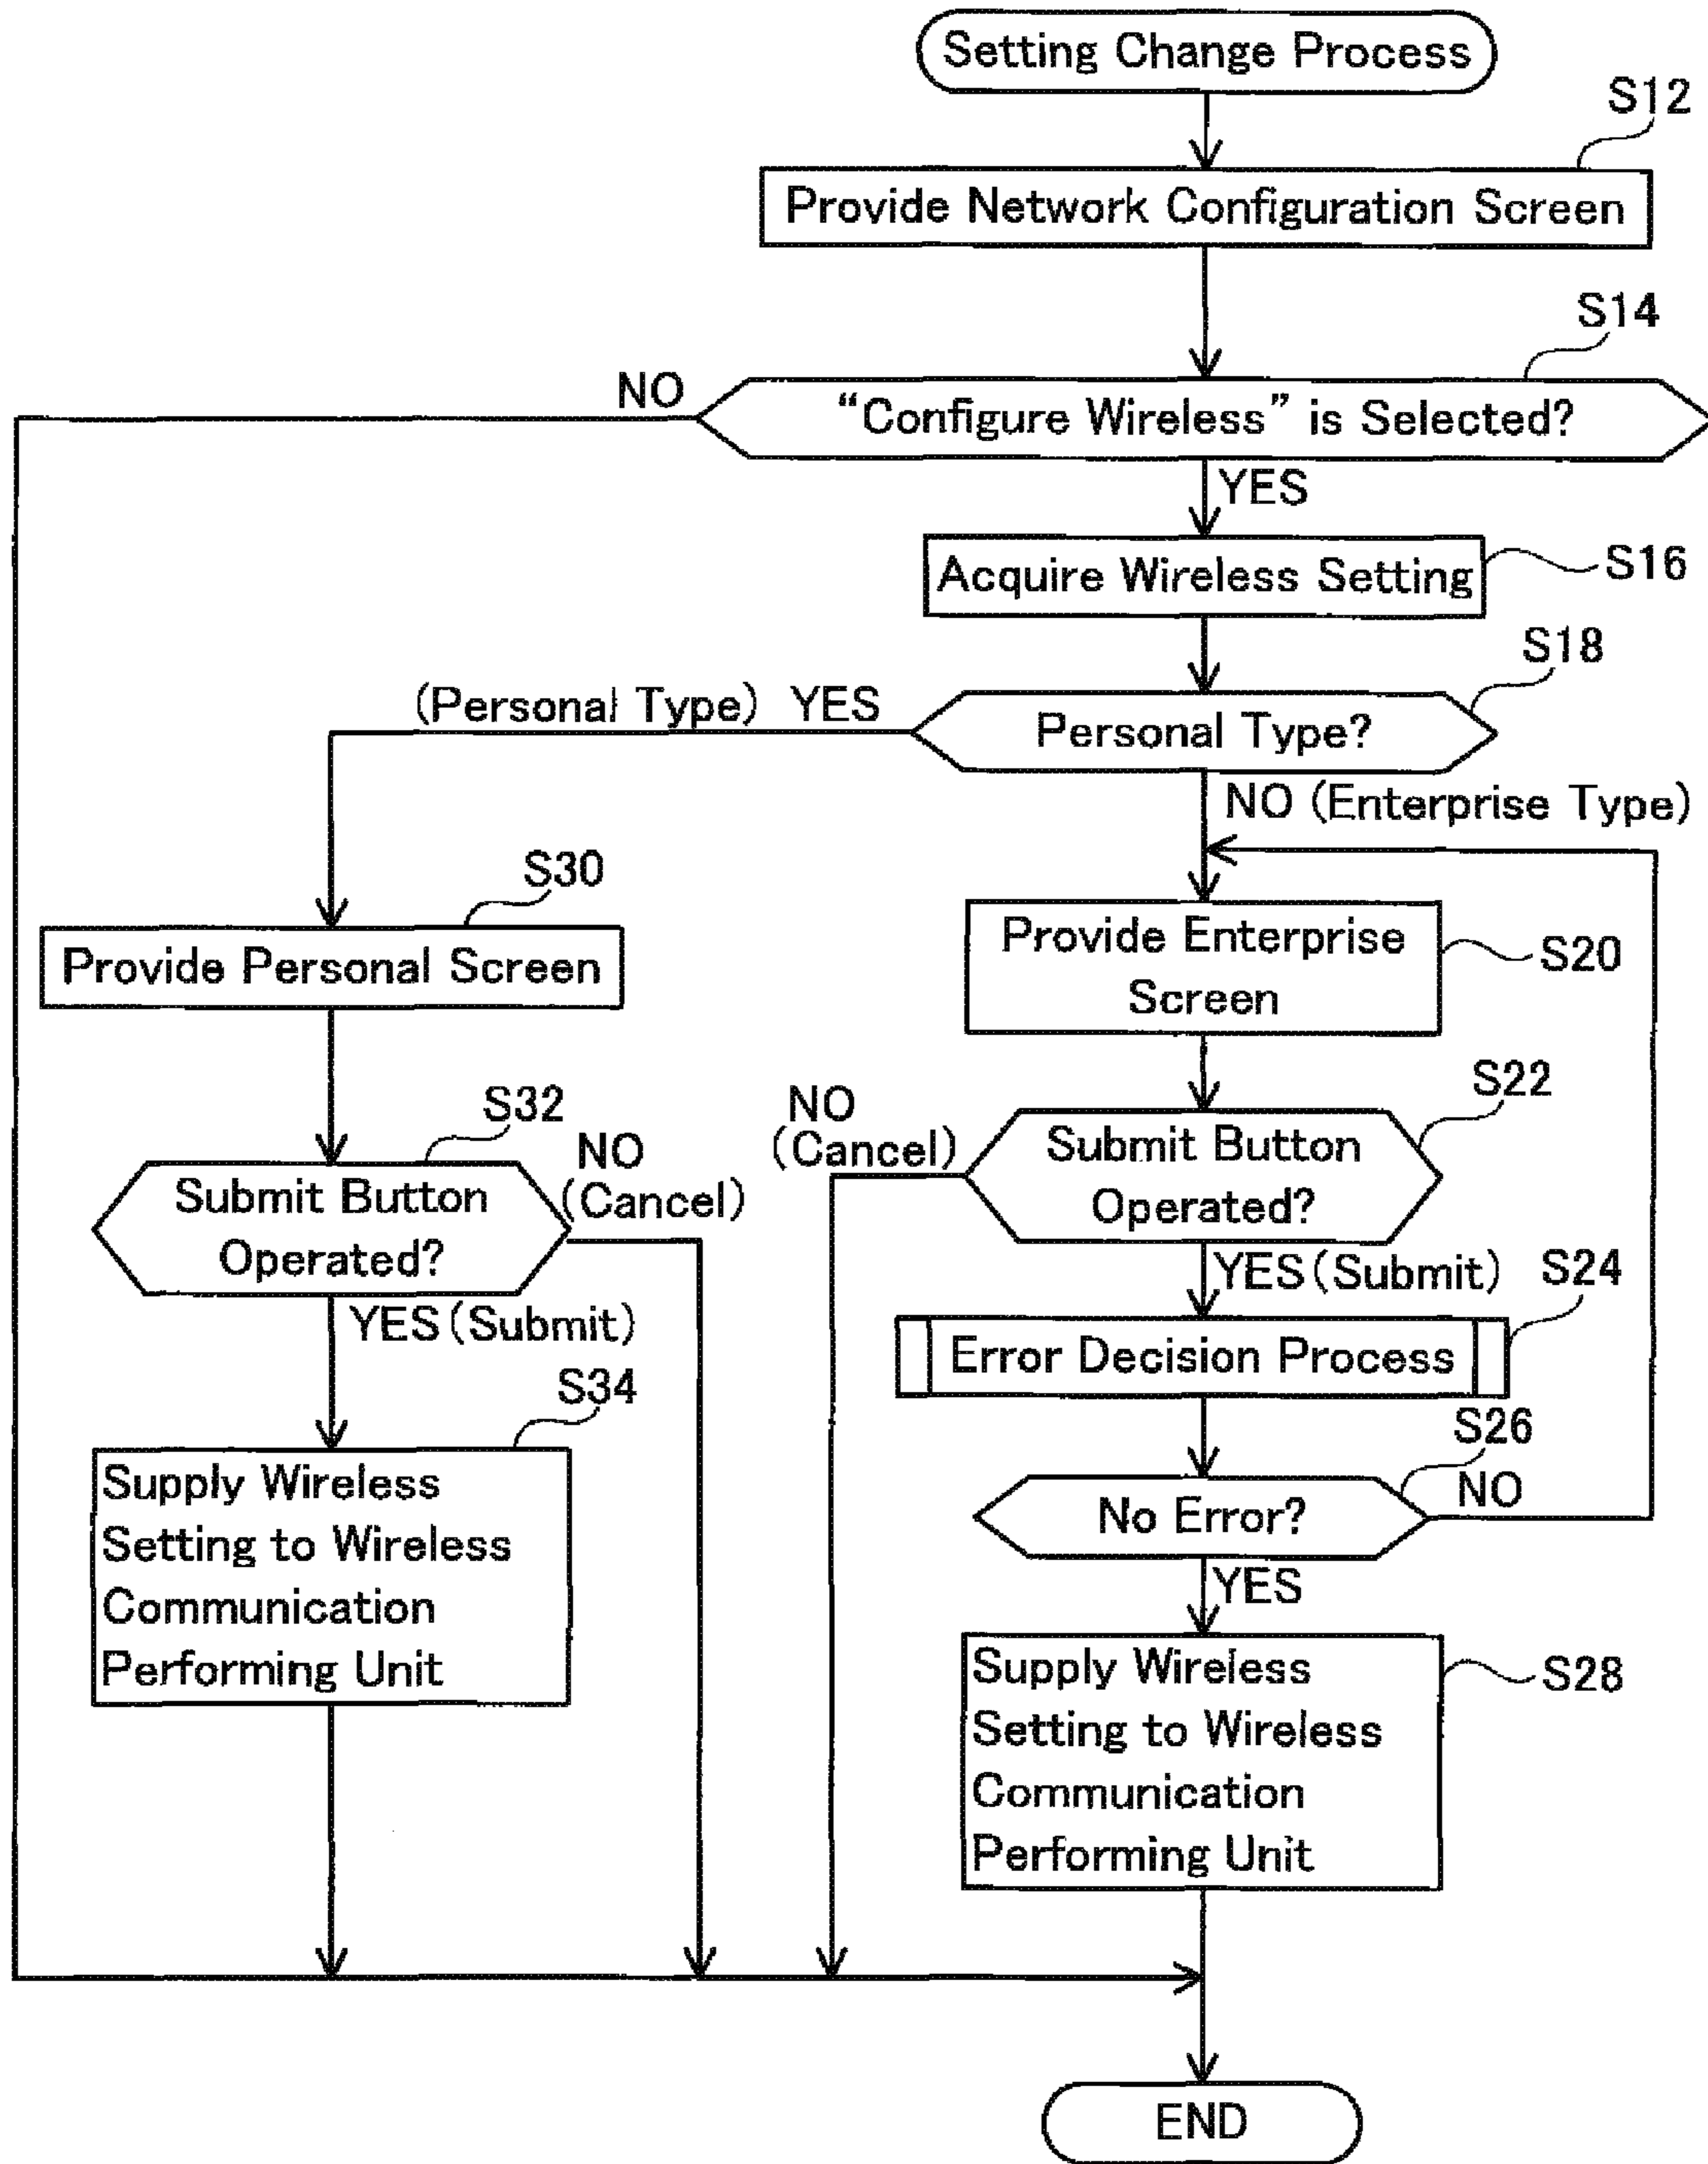 Setting Change Process
S12
Provide Network Configuration Screen
S14
NO
“Configure Wireless” is Selected?
YES
Acquire Wireless Setting
S16
S18
(Personal Type) YES
Personal Type?
NO (Enterprise Type)
S30
Provide Personal Screen
Provide Enterprise
Screen
S20
S32
NO
(Cancel)
Submit Button
Operated?
NO
(Cancel)
S22
Submit Button
Operated?
YES (Submit)
YES (Submit)
S24
Error Decision Process
S34
S26
No Error?
NO
YES
Supply Wireless
Setting to Wireless
Communication
Performing Unit
Supply Wireless
Setting to Wireless
Communication
Performing Unit
S28
END